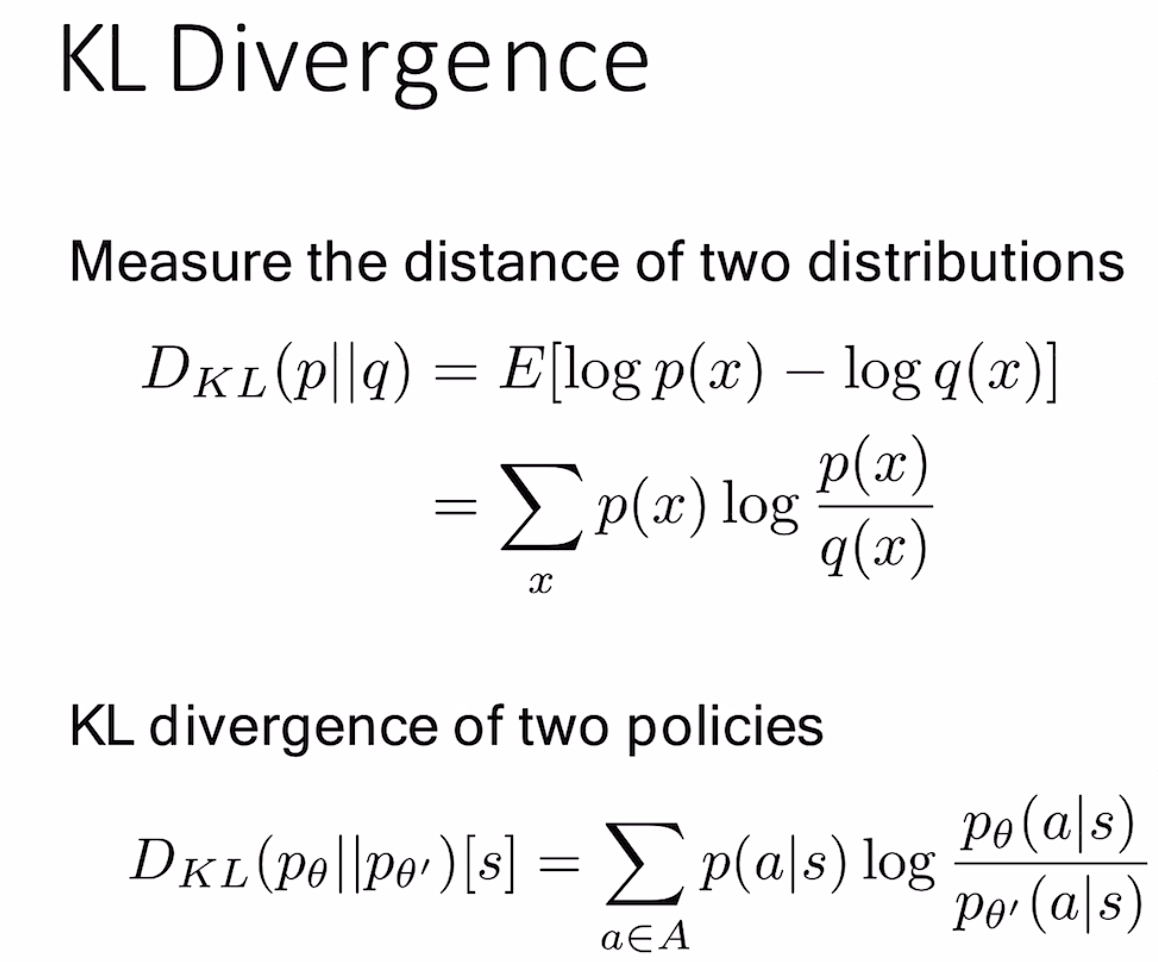 KL Divergence
Measure the distance of two distributions
$D_{KL}(p||q) = E[\log p(x) - \log q(x)]$
$= \sum_{x} p(x) \log \frac{p(x)}{q(x)}$
KL divergence of two policies
$D_{KL}(p_{\theta}||p_{\theta'})[s] = \sum_{a \in A} p(a|s) \log \frac{p_{\theta}(a|s)}{p_{\theta'}(a|s)}$